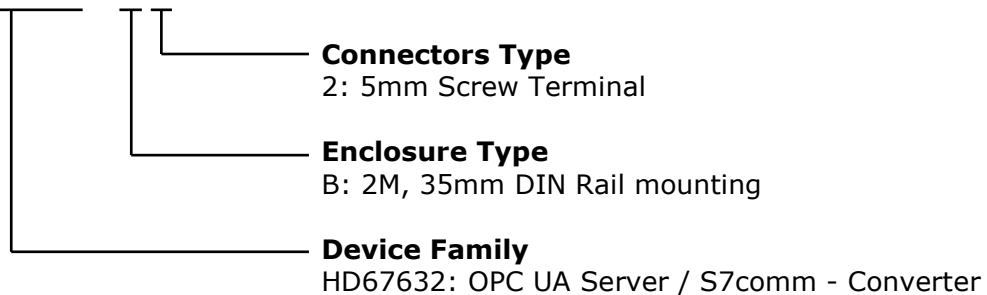 Connectors Type
2: 5mm Screw Terminal
Enclosure Type
B: 2M, 35mm DIN Rail mounting
Device Family
HD67632: OPC UA Server / S7comm - Converter